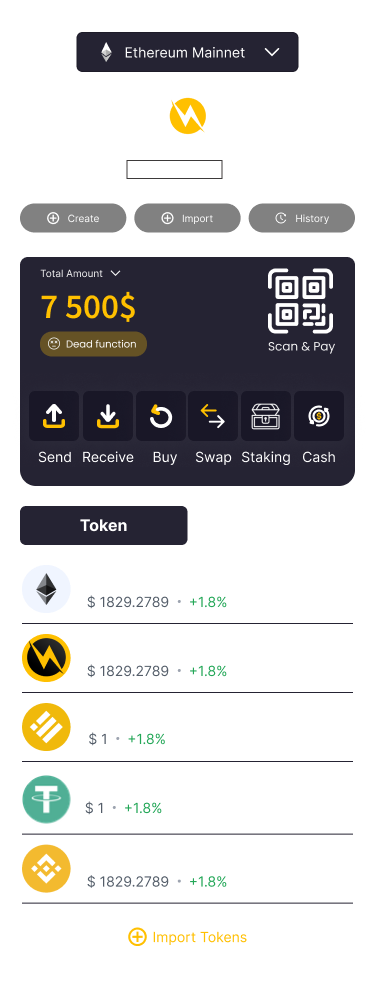 Ethereum Mainnet
Create
Import
History
Total Amount
7 500$
Dead function
Scan & Pay
Send
Receive
Buy
Swap
Staking
Cash
Token
$ 1829.2789 • +1.8%
$ 1829.2789 • +1.8%
$ 1 • +1.8%
$ 1 • +1.8%
$ 1829.2789 • +1.8%
Import Tokens